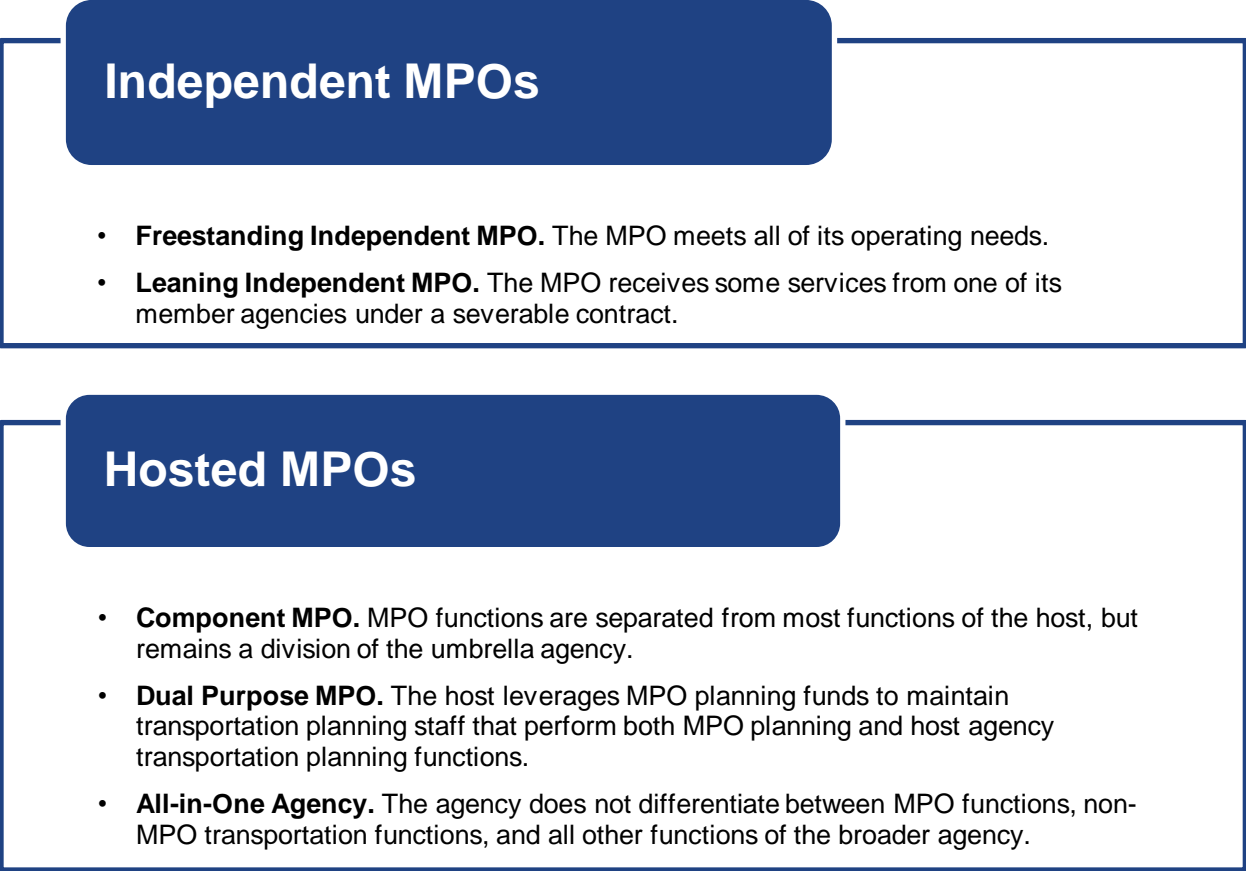 Independent MPOs
• Freestanding Independent MPO. The MPO meets all of its operating needs.
• Leaning Independent MPO. The MPO receives some services from one of its
member agencies under a severable contract.
Hosted MPOs
• Component MPO. MPO functions are separated from most functions of the host, but
remains a division of the umbrella agency.
• Dual Purpose MPO. The host leverages MPO planning funds to maintain
transportation planning staff that perform both MPO planning and host agency
transportation planning functions.
• All-in-One Agency. The agency does not differentiate between MPO functions, non-
MPO transportation functions, and all other functions of the broader agency.